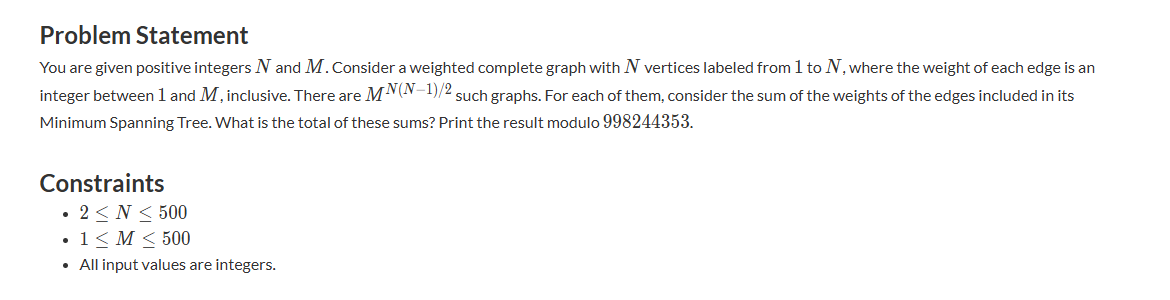 Problem Statement
You are given positive integers N and M. Consider a weighted complete graph with N vertices labeled from 1 to N, where the weight of each edge is an
integer between 1 and M, inclusive. There are M^{N(N−1)/2} such graphs. For each of them, consider the sum of the weights of the edges included in its
Minimum Spanning Tree. What is the total of these sums? Print the result modulo 998244353.
Constraints
• 2 ≤ N ≤ 500
• 1 ≤ M ≤ 500
• All input values are integers.